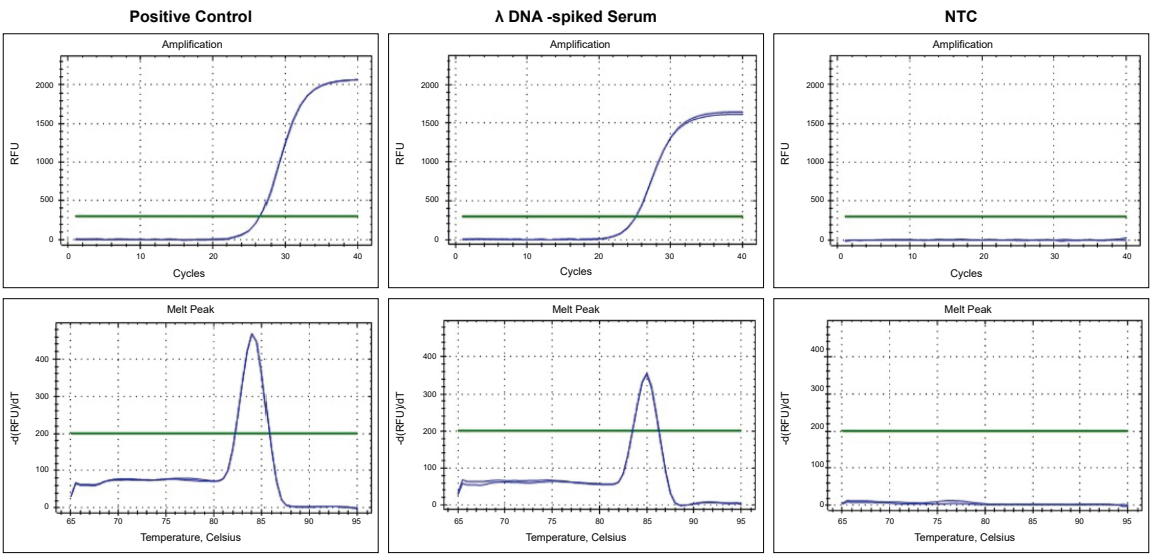 Positive Control
λ DNA -spiked Serum
NTC
Amplification
2000
1500
1000
500
0
RFU
0 10 20 30 40
Cycles
Amplification
2000
1500
1000
500
0
RFU
0 10 20 30 40
Cycles
Amplification
2000
1500
1000
500
0
RFU
0 10 20 30 40
Cycles
Melt Peak
400
300
200
100
0
-d(RFU)/dT
65 70 75 80 85 90 95
Temperature, Celsius
Melt Peak
400
300
200
100
0
-d(RFU)/dT
65 70 75 80 85 90 95
Temperature, Celsius
Melt Peak
400
300
200
100
0
-d(RFU)/dT
65 70 75 80 85 90 95
Temperature, Celsius